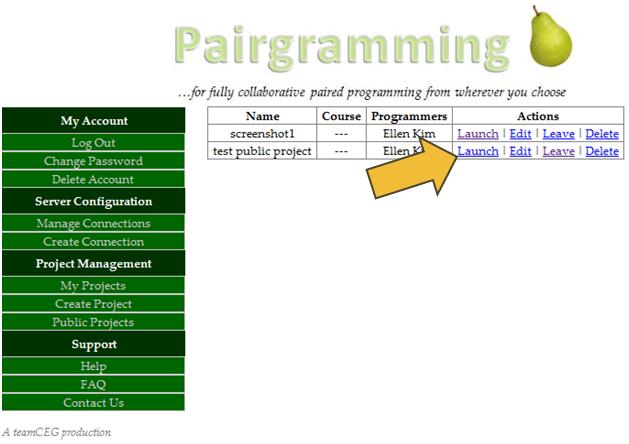 Pairgramming
...for fully collaborative paired programming from wherever you choose
My Account
Log Out
Change Password
Delete Account
Server Configuration
Manage Connections
Create Connection
Project Management
My Projects
Create Project
Public Projects
Support
Help
FAQ
Contact Us
Name Course Programmers Actions
screenshot1 --- Ellen Kim Launch | Edit | Leave | Delete
test public project --- Ellen Launch | Edit | Leave | Delete
A teamCEG production